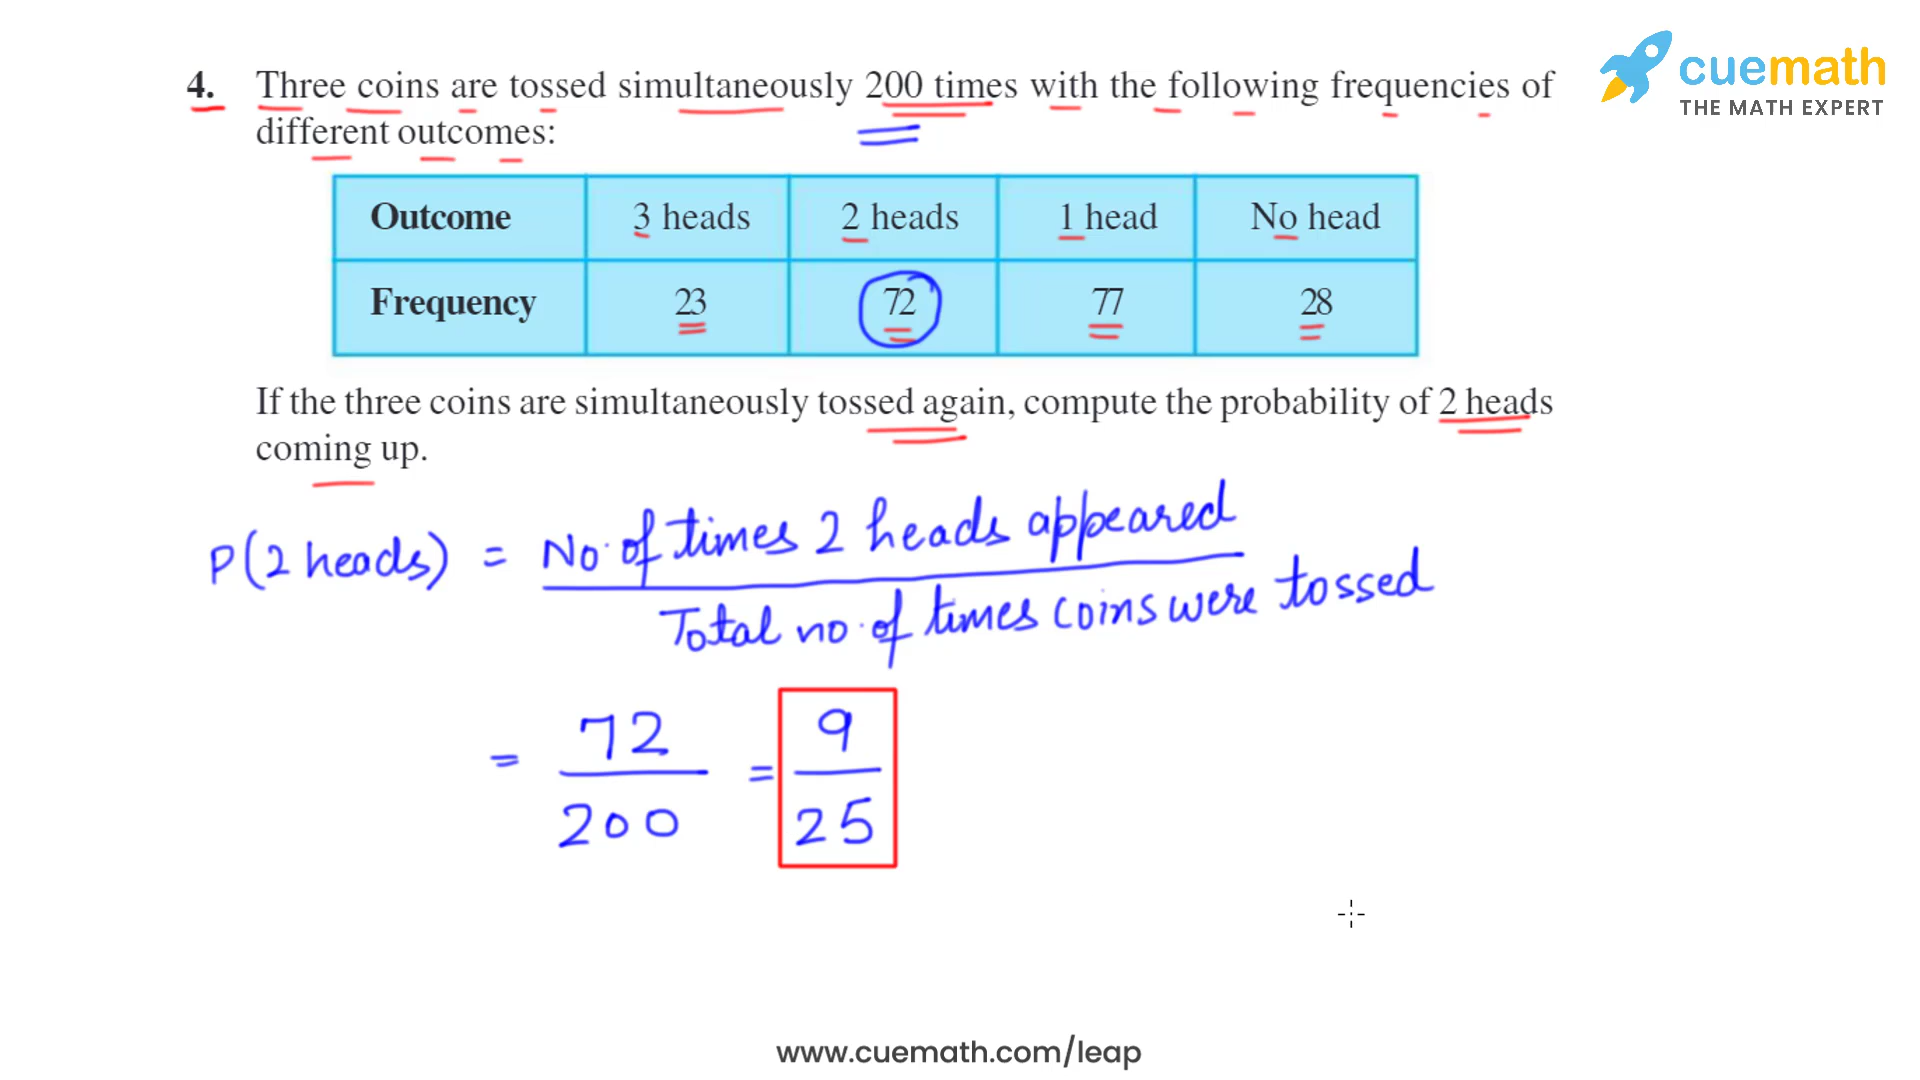 cuemath
THE MATH EXPERT
4. Three coins are tossed simultaneously 200 times with the following frequencies of
different outcomes:
Outcome 3 heads 2 heads 1 head No head
Frequency 23 72 77 28
If the three coins are simultaneously tossed again, compute the probability of 2 heads
coming up.
P(2 heads) = No. of times 2 heads appeared
Total no. of times coins were tossed
= 72/200 = 9/25
www.cuemath.com/leap